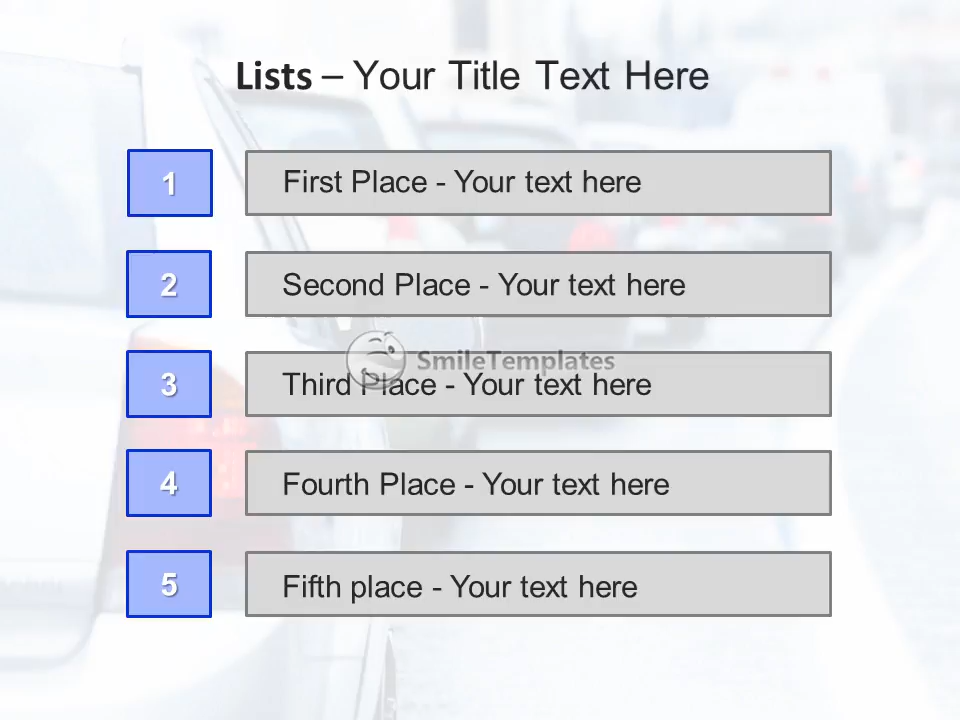 Lists – Your Title Text Here
1 First Place - Your text here
2 Second Place - Your text here
SmileTemplates
3 Third Place - Your text here
4 Fourth Place - Your text here
5 Fifth place - Your text here